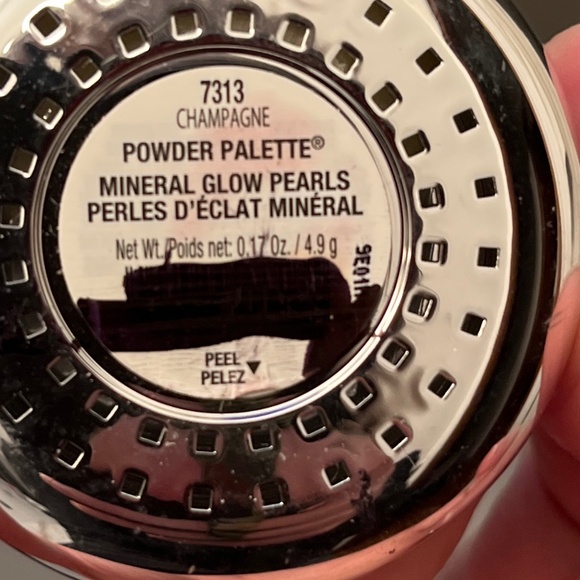 7313
CHAMPAGNE
POWDER PALETTE®
MINERAL GLOW PEARLS
PERLES D'ÉCLAT MINÉRAL
Net Wt./Poids net: 0.17 Oz. / 4.9 g
PEEL▼
PELEZ